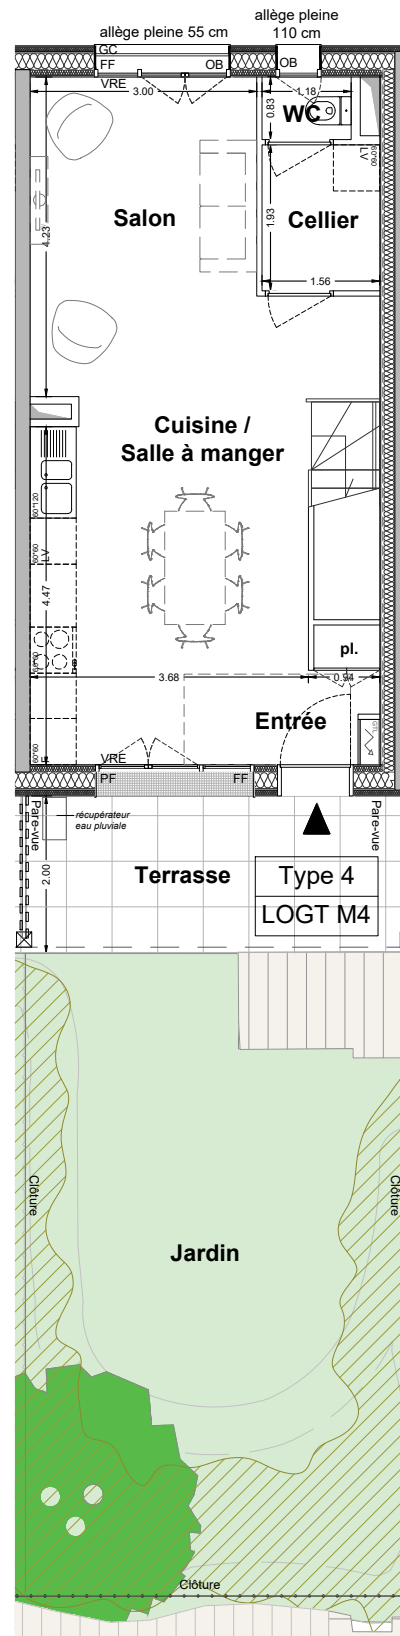 allège pleine 55 cm
allège pleine
110 cm
GC
FF
OB
OB
VRE
3.00
1.18
0.83
WC
LV
60*60
4.23
Salon
1.93
Cellier
1.56
Cuisine /
Salle à manger
60*120
60*60
LV
4.47
60*60
pl.
3.68
0.94
Entrée
GTL
60*60
F
VRE
PF
FF
Pare-vue
récupérateur
eau pluviale
Pare-vue
2.00
Terrasse
Type 4
LOGT M4
Clôture
Clôture
Jardin
Clôture